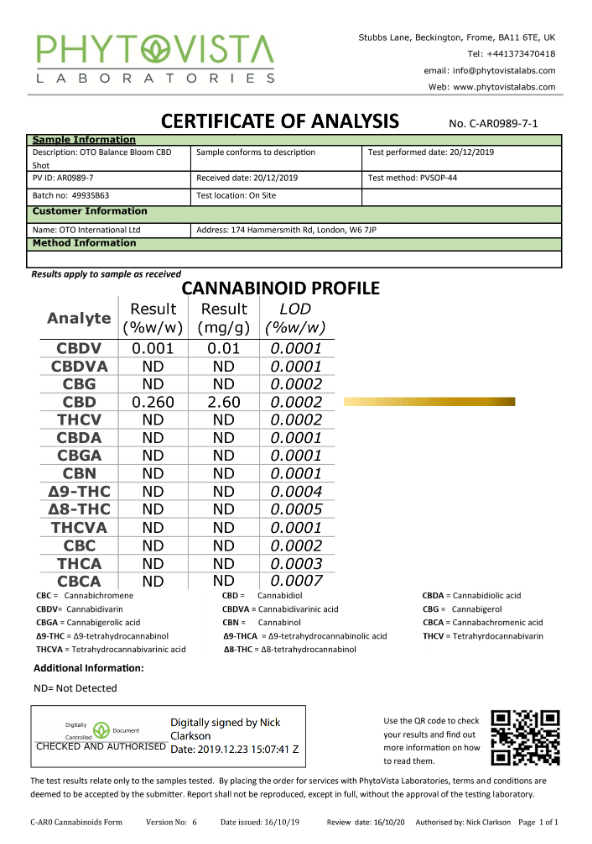 PHYTOVISTA
LABORATORIES
Stubbs Lane, Beckington, Frome, BA11 6TE, UK
Tel: +441373470418
email: info@phytovistalabs.com
Web: www.phytovistalabs.com
CERTIFICATE OF ANALYSIS No. C-AR0989-7-1
Sample Information
Description: OTO Balance Bloom CBD Shot
Sample conforms to description
Test performed date: 20/12/2019
PV ID: AR0989-7 Received date: 20/12/2019 Test method: PVSOP-44
Batch no: 4993SB63 Test location: On Site
Customer Information
Name: OTO International Ltd Address: 174 Hammersmith Rd, London, W6 7JP
Method Information
Results apply to sample as received
CANNABINOID PROFILE
Analyte Result (%w/w) Result (mg/g) LOD (%w/w)
CBDV 0.001 0.01 0.0001
CBDVA ND ND 0.0001
CBG ND ND 0.0002
CBD 0.260 2.60 0.0002
THCV ND ND 0.0002
CBDA ND ND 0.0001
CBGA ND ND 0.0001
CBN ND ND 0.0001
Δ9-THC ND ND 0.0004
Δ8-THC ND ND 0.0005
THCVA ND ND 0.0001
CBC ND ND 0.0002
THCA ND ND 0.0003
CBCA ND ND 0.0007
CBC = Cannabichromene CBD = Cannabidiol CBDA = Cannabidiolic acid
CBDV= Cannabidivarin CBDVA = Cannabidivarinic acid CBG = Cannabigerol
CBGA = Cannabigerolic acid CBN = Cannabinol CBCA = Cannabachromenic acid
Δ9-THC = Δ9-tetrahydrocannabinol Δ9-THCA = Δ9-tetrahydrocannabinolic acid THCV = Tetrahyrdocannabivarin
THCVA = Tetrahydrocannabivarinic acid Δ8-THC = Δ8-tetrahydrocannabinol
Additional Information:
ND= Not Detected
Digitally Controlled Document
CHECKED AND AUTHORISED
Digitally signed by Nick
Clarkson
Date: 2019.12.23 15:07:41 Z
Use the QR code to check
your results and find out
more information on how
to read them.
The test results relate only to the samples tested. By placing the order for services with PhytoVista Laboratories, terms and conditions are
deemed to be accepted by the submitter. Report shall not be reproduced, except in full, without the approval of the testing laboratory.
C-AR0 Cannabinoids Form Version No: 6 Date issued: 16/10/19 Review date: 16/10/20 Authorised by: Nick Clarkson Page 1 of 1